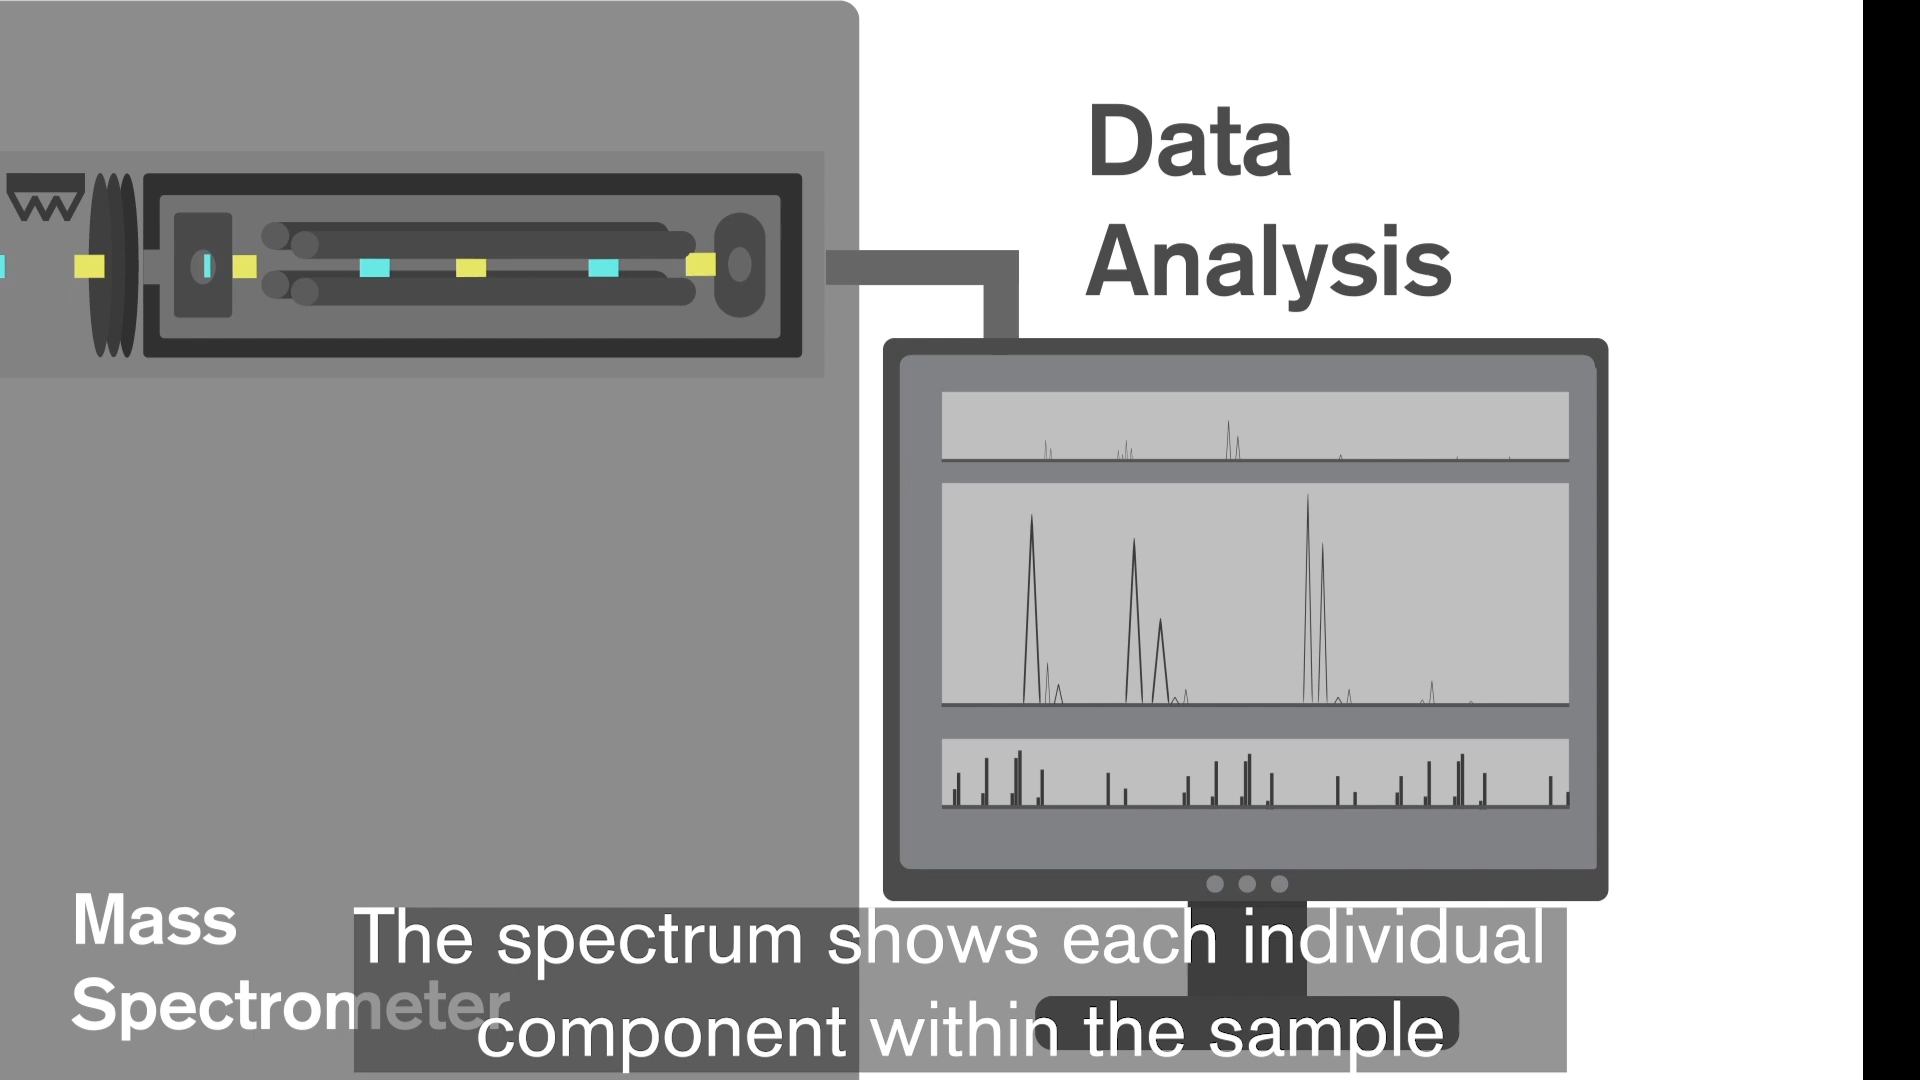 Data
Analysis
Mass
Spectrometer
The spectrum shows each individual
component within the sample